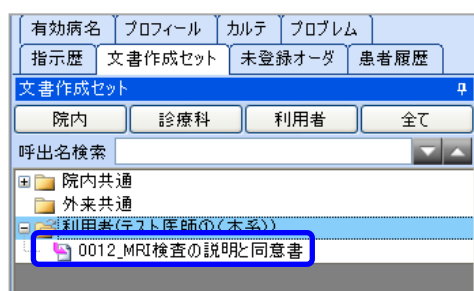 有効病名 プロフィール カルテ プロブレム
指示歴 文書作成セット 未登録オーダ 患者履歴
文書作成セット
院内 診療科 利用者 全て
呼出名検索
院内共通
外来共通
利用者(テスト医師①(本系))
0012_MRI検査の説明と同意書